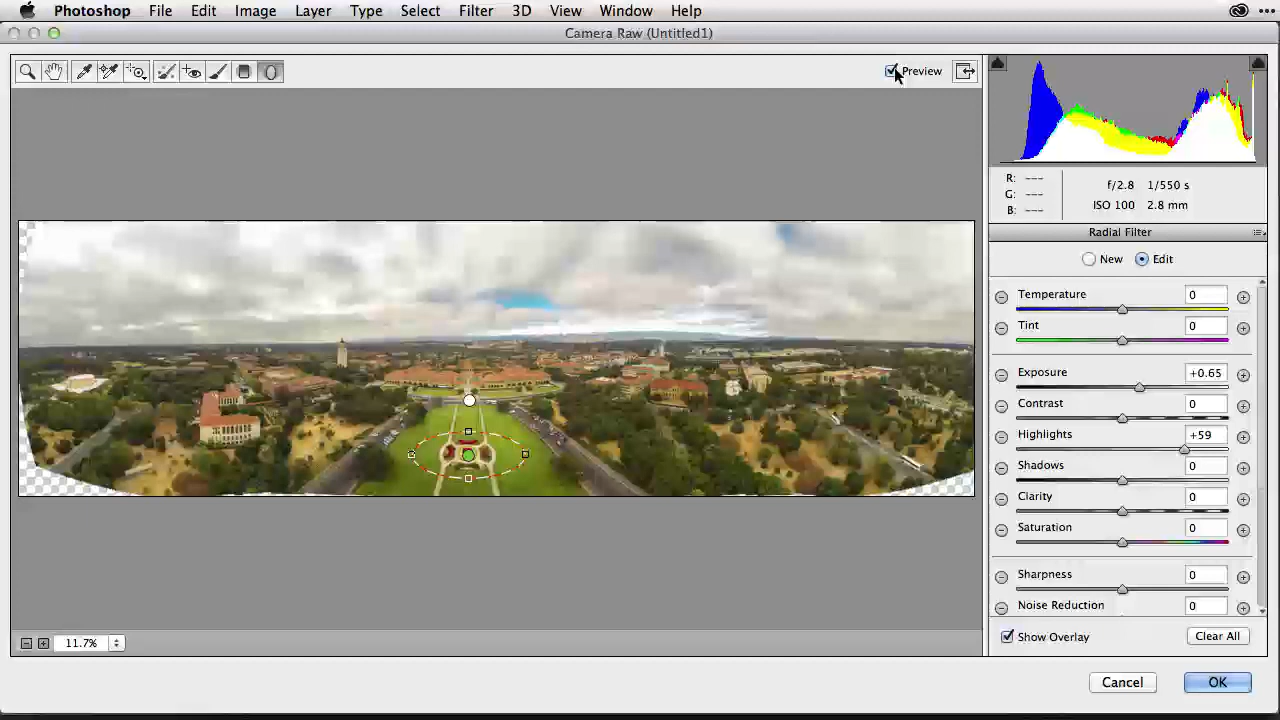 Photoshop File Edit Image Layer Type Select Filter 3D View Window Help
Camera Raw (Untitled1)
Preview
R: ---
G: ---
B: ---
f/2.8 1/550 s
ISO 100 2.8 mm
Radial Filter
New Edit
Temperature 0
Tint 0
Exposure +0.65
Contrast 0
Highlights +59
Shadows 0
Clarity 0
Saturation 0
Sharpness 0
Noise Reduction 0
Show Overlay Clear All
11.7%
Cancel OK